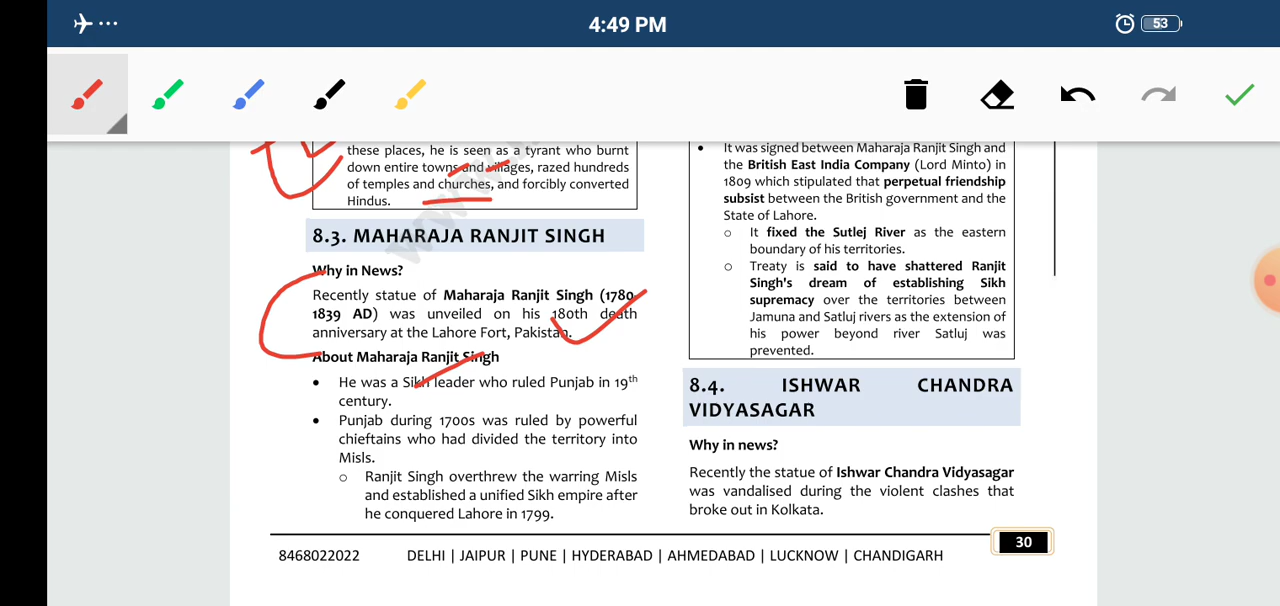 4:49 PM
53
these places, he is seen as a tyrant who burnt
down entire towns and villages, razed hundreds
of temples and churches, and forcibly converted
Hindus.
8.3. MAHARAJA RANJIT SINGH
Why in News?
Recently statue of Maharaja Ranjit Singh (1780-
1839 AD) was unveiled on his 180th death
anniversary at the Lahore Fort, Pakistan.
About Maharaja Ranjit Singh
• He was a Sikh leader who ruled Punjab in 19th
century.
• Punjab during 1700s was ruled by powerful
chieftains who had divided the territory into
Misls.
o Ranjit Singh overthrew the warring Misls
and established a unified Sikh empire after
he conquered Lahore in 1799.
• It was signed between Maharaja Ranjit Singh and
the British East India Company (Lord Minto) in
1809 which stipulated that perpetual friendship
subsist between the British government and the
State of Lahore.
o It fixed the Sutlej River as the eastern
boundary of his territories.
o Treaty is said to have shattered Ranjit
Singh's dream of establishing Sikh
supremacy over the territories between
Jamuna and Satluj rivers as the extension of
his power beyond river Satluj was
prevented.
8.4. ISHWAR CHANDRA
VIDYASAGAR
Why in news?
Recently the statue of Ishwar Chandra Vidyasagar
was vandalised during the violent clashes that
broke out in Kolkata.
30
8468022022 DELHI | JAIPUR | PUNE | HYDERABAD | AHMEDABAD | LUCKNOW | CHANDIGARH